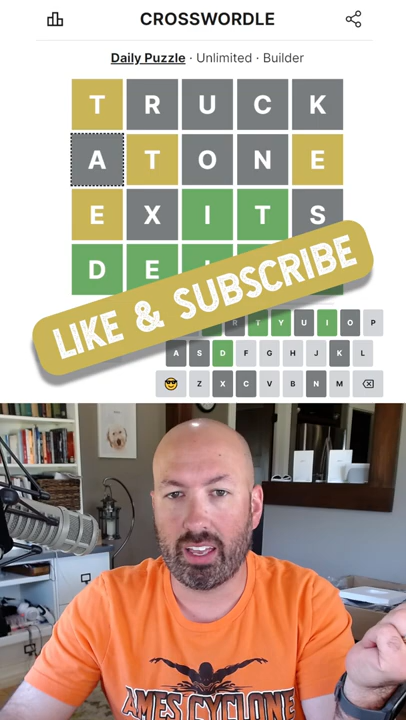 CROSSWORDLE
Daily Puzzle · Unlimited · Builder
T R U C K
A T O N E
E X I T S
D E I
LIKE & SUBSCRIBE
R T Y U I O P
A S D F G H J K L
Z X C V B N M
AMES CYCLONE